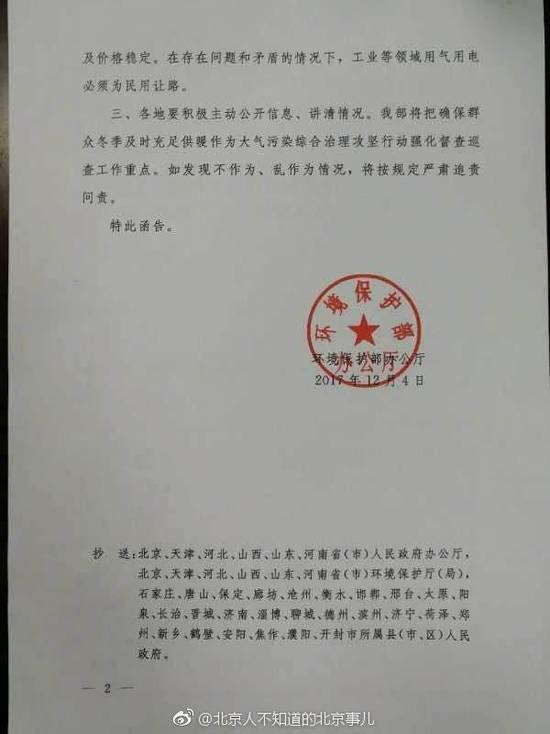 及价格稳定。在存在问题和矛盾的情况下，工业等领域用气用电
必须为民用让路。
三、各地要积极主动公开信息、讲清情况。我部将把确保群
众冬季及时充足供暖作为大气污染综合治理攻坚行动强化督查巡
查工作重点。如发现不作为、乱作为情况，将按规定严肃追责
问责。
特此函告。
环境保护部
办公厅
环境保护部办公厅
2017年12月4日
抄 送：北京、天津、河北、山西、山东、河南省（市）人民政府办公厅，
北京、天津、河北、山西、山东、河南省（市）环境保护厅（局），
石家庄、唐山、保定、廊坊、沧州、衡水、邯郸、邢台、太原、阳
泉、长治、晋城、济南、淄博、聊城、德州、滨州、济宁、菏泽、郑
州、新乡、鹤壁、安阳、焦作、濮阳、开封市所属县（市、区）人民
政府。
— 2 —
@北京人不知道的北京事儿